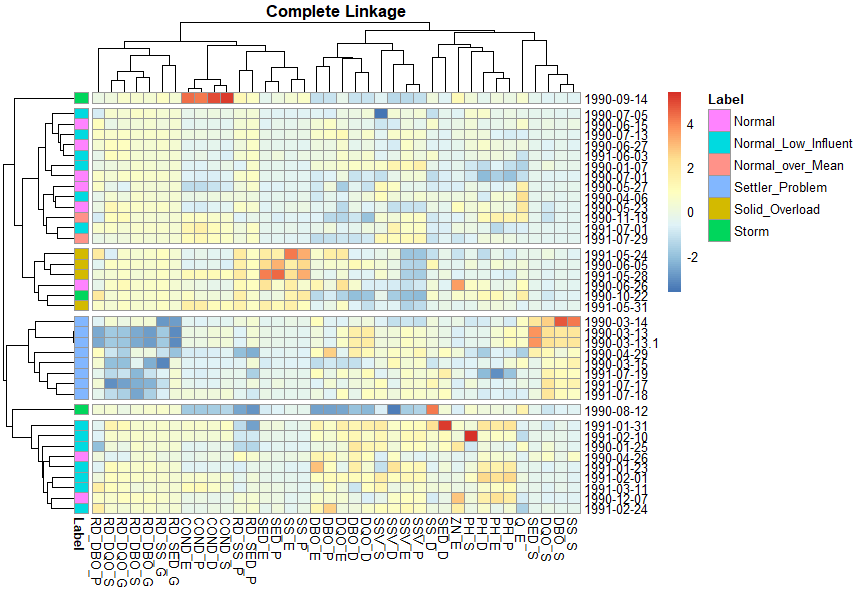 Complete Linkage
1990-09-14
1990-07-05
1990-06-15
1990-07-13
1990-06-27
1991-06-03
1990-01-07
1990-07-01
1990-05-27
1990-04-06
1990-05-23
1990-11-19
1991-07-01
1991-07-29
1991-05-24
1990-06-05
1991-05-28
1990-06-26
1990-10-22
1991-05-31
1990-03-14
1990-03-13
1990-03-13.1
1990-04-29
1990-03-15
1991-07-19
1991-07-17
1991-07-18
1990-08-12
1991-01-31
1991-02-10
1990-01-25
1990-04-26
1991-01-23
1991-02-01
1991-03-11
1990-12-07
1991-02-24
Label
RD_DBO_P
RD_DQO_S
RD_DQO_G
RD_DBO_S
RD_DBO_G
RD_SS_G
RD_SED_G
COND_E
COND_P
COND_D
COND_S
RD_SS_P
RD_SED_P
SED_E
SED_P
SS_E
SS_P
DBO_E
DBO_P
DQO_E
DBO_D
DQO_D
SSV_S
SSV_D
SSV_E
SSV_P
SS_D
SED_D
ZN_E
PH_S
PH_D
PH_E
PH_P
Q_E
SED_S
DQO_S
DBO_S
SS_S
4
2
0
-2
Label
Normal
Normal_Low_Influent
Normal_over_Mean
Settler_Problem
Solid_Overload
Storm